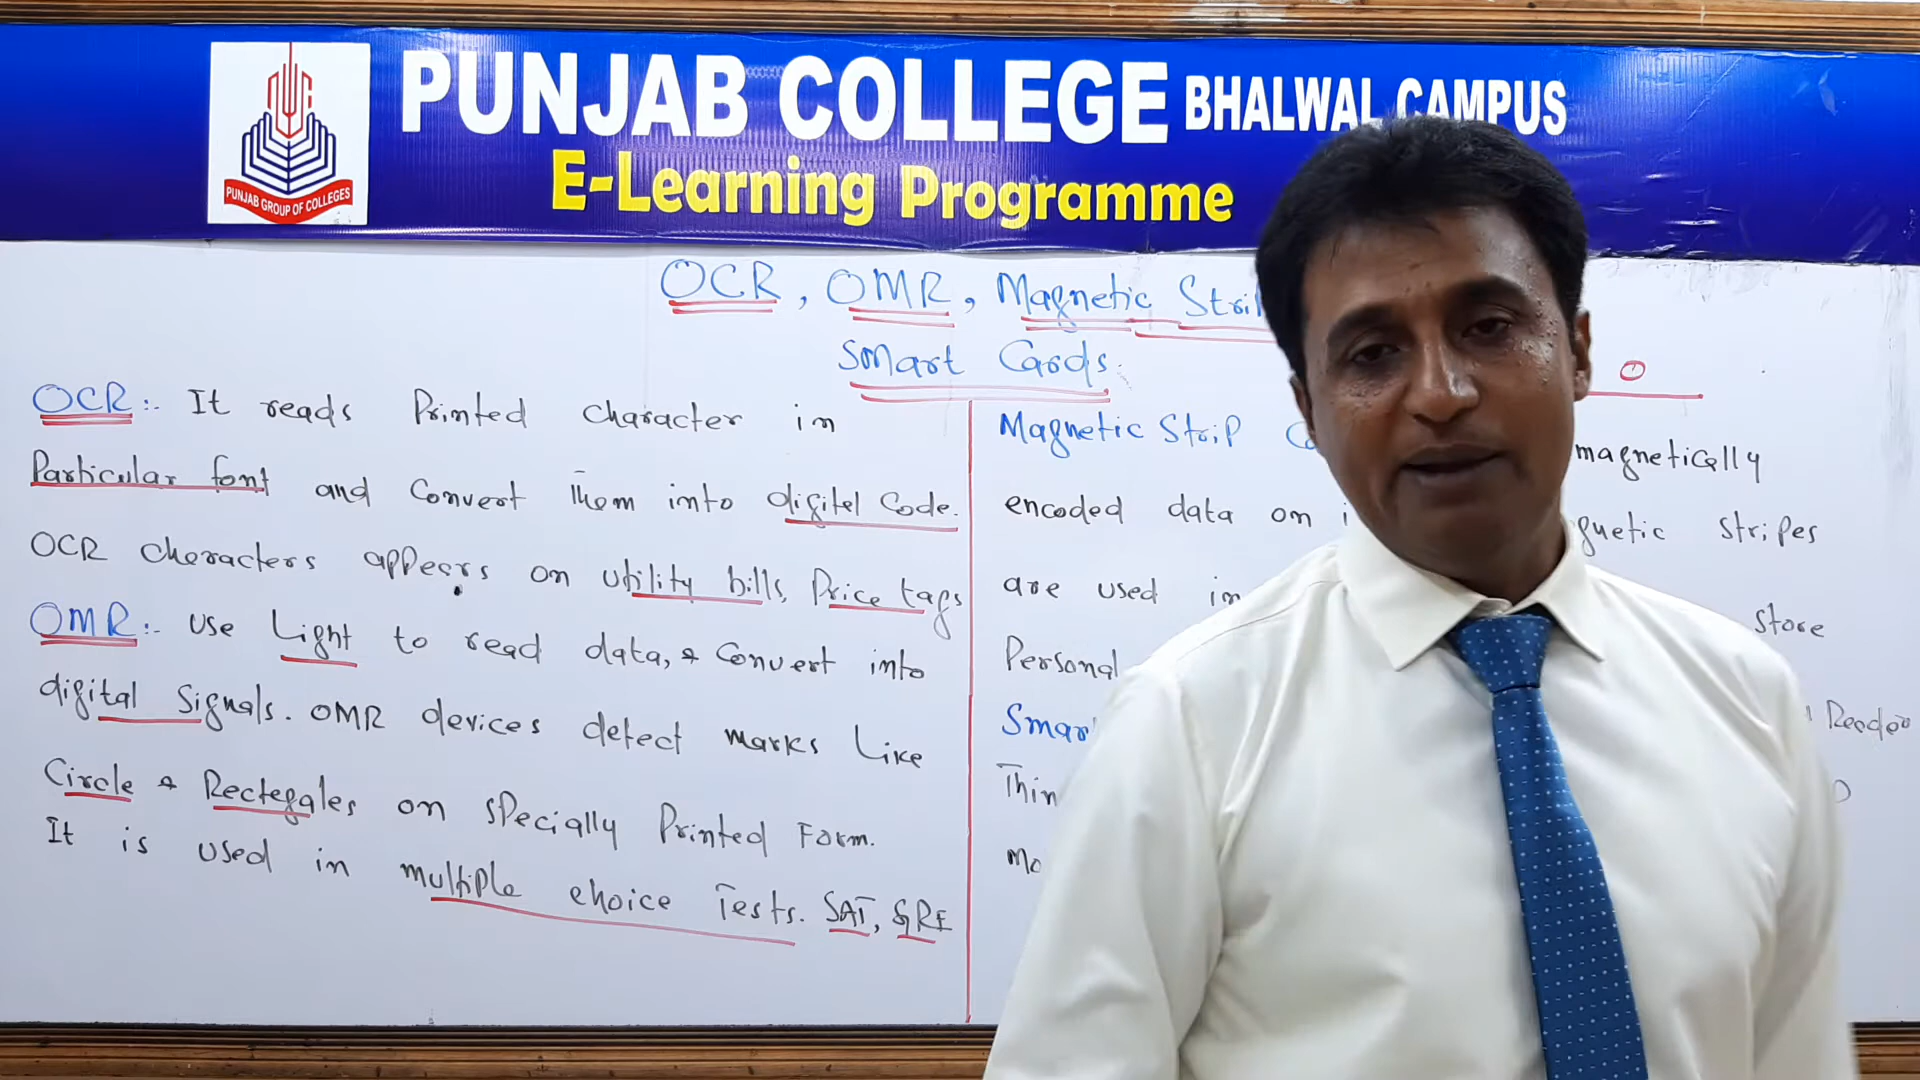 PUNJAB COLLEGE BHALWAL CAMPUS
E-Learning Programme
PUNJAB GROUP OF COLLEGES
OCR, OMR, Magnetic
Smart Cards.
OCR:- It reads Printed character in
Particular font and Convert Them into digitel Code.
OCR cheracters appears on utility bills, Price tags
OMR:- Use Light to read data, & Convert into
digital Signals. OMR devices detect marks Like
Circle & Rectegales on specially Printed Form.
It is used in multiple choice Tests. SAT, GRE
Magnetic Strip magnetically
encoded data on stripes
are used in store
Personal
Reader
Thin